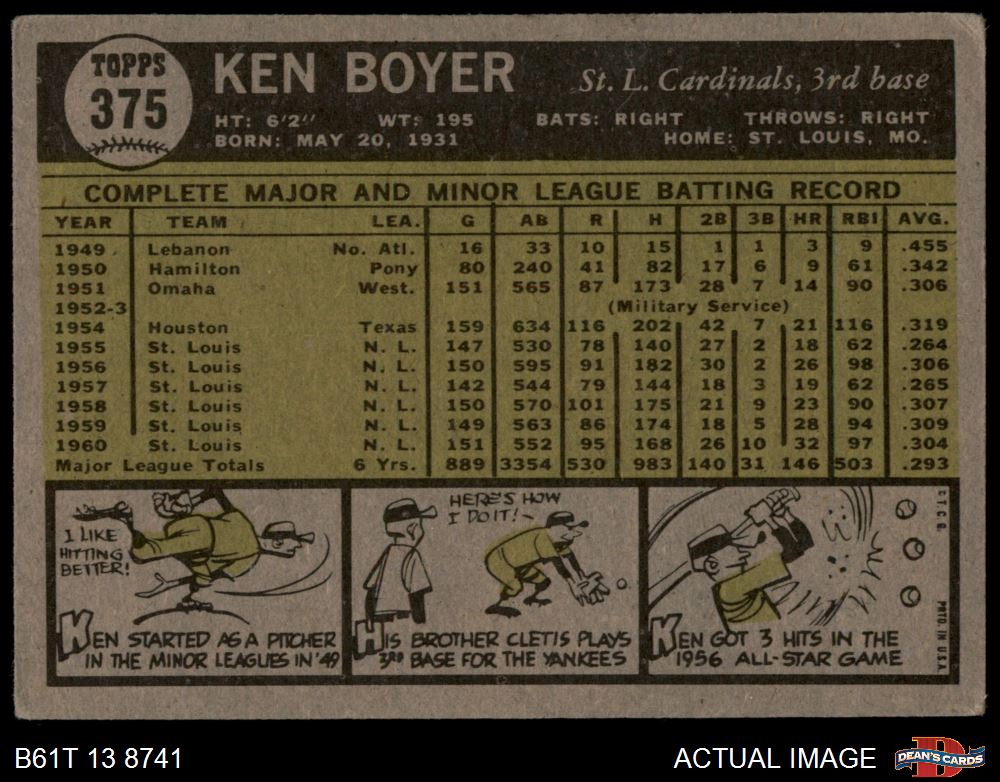 TOPPS
375
KEN BOYER
St. L. Cardinals, 3rd base
HT: 6'2" WT: 195 BATS: RIGHT THROWS: RIGHT
BORN: MAY 20, 1931 HOME: ST. LOUIS, MO.
COMPLETE MAJOR AND MINOR LEAGUE BATTING RECORD
YEAR TEAM LEA. G AB R H 2B 3B HR RBI AVG.
1949 Lebanon No. Atl. 16 33 10 15 1 1 3 9 .455
1950 Hamilton Pony 80 240 41 82 17 6 9 61 .342
1951 Omaha West. 151 565 87 173 28 7 14 90 .306
1952-3 (Military Service)
1954 Houston Texas 159 634 116 202 42 7 21 116 .319
1955 St. Louis N. L. 147 530 78 140 27 2 18 62 .264
1956 St. Louis N. L. 150 595 91 182 30 2 26 98 .306
1957 St. Louis N. L. 142 544 79 144 18 3 19 62 .265
1958 St. Louis N. L. 150 570 101 175 21 9 23 90 .307
1959 St. Louis N. L. 149 563 86 174 18 5 28 94 .309
1960 St. Louis N. L. 151 552 95 168 26 10 32 97 .304
Major League Totals 6 Yrs. 889 3354 530 983 140 31 146 503 .293
I LIKE
HITTING
BETTER!
KEN STARTED AS A PITCHER
IN THE MINOR LEAGUES IN '49
HERE'S HOW
I DO IT!-
HIS BROTHER CLETIS PLAYS
3RD BASE FOR THE YANKEES
KEN GOT 3 HITS IN THE
1956 ALL-STAR GAME
© T. C. G.
PRTD. IN U.S.A.
B61T 13 8741
ACTUAL IMAGE
D
DEAN'S CARDS